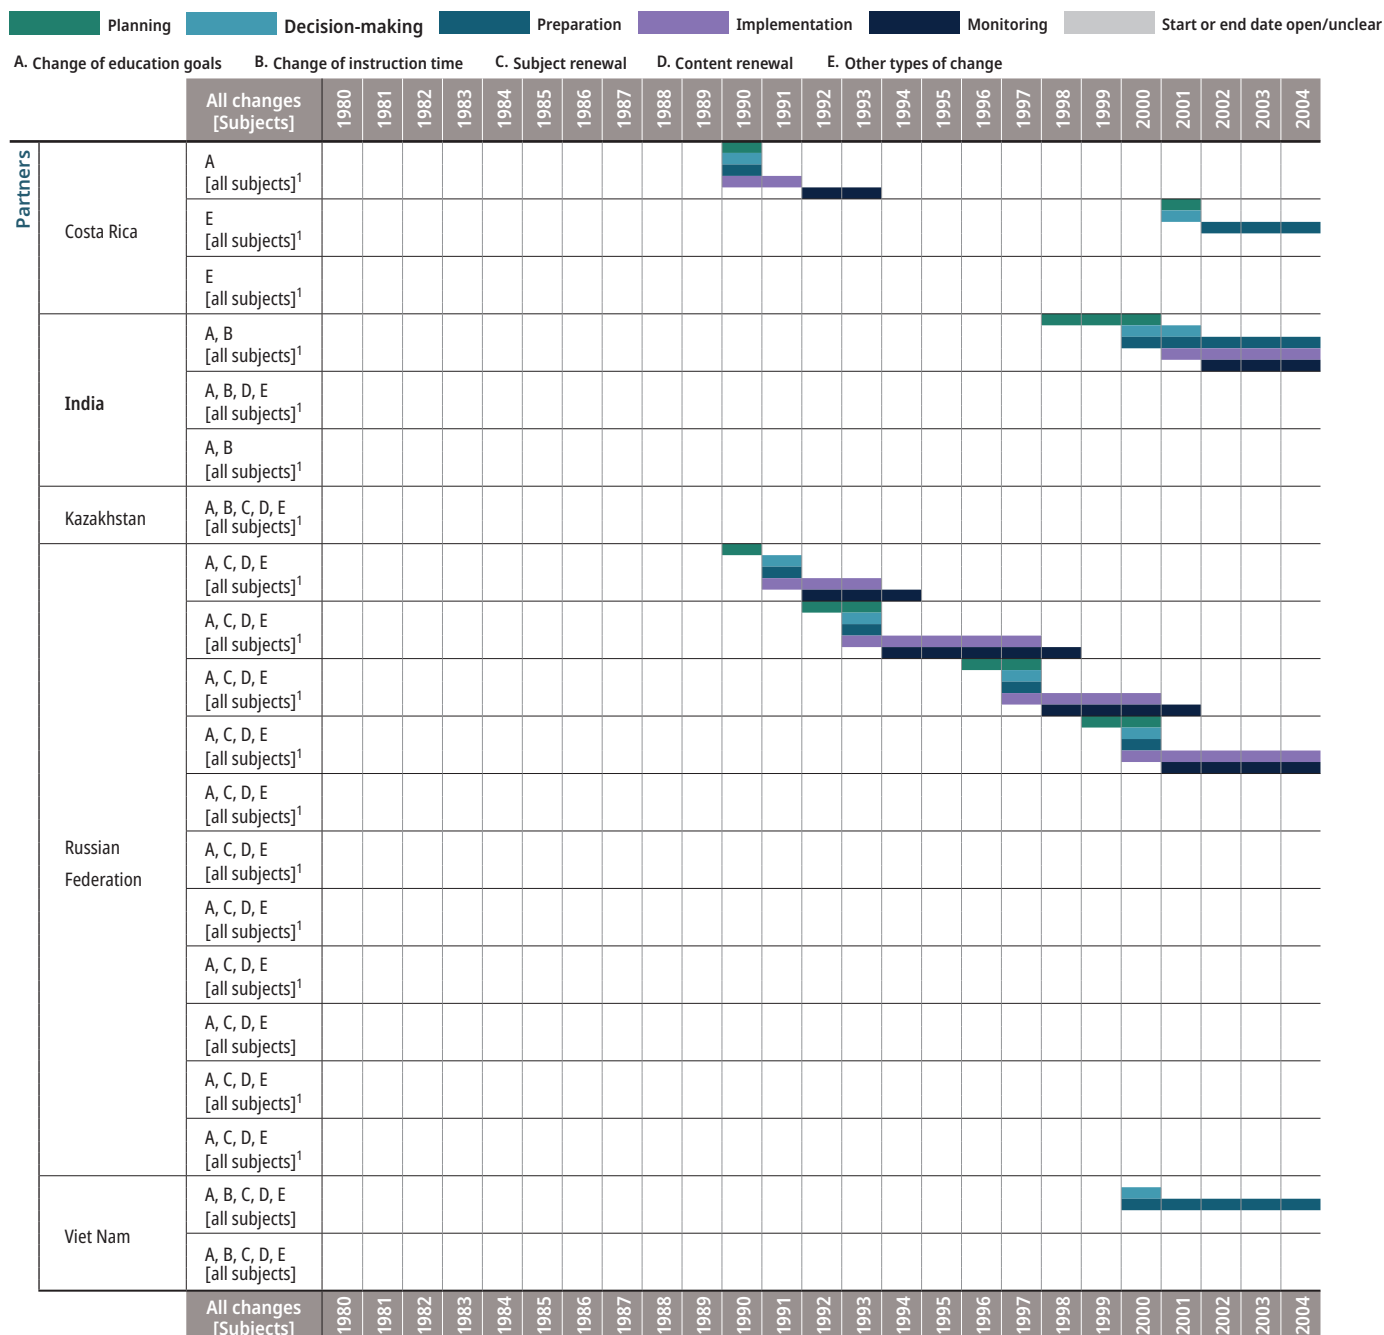 Planning Decision-making Preparation Implementation Monitoring Start or end date open/unclear
A. Change of education goals B. Change of instruction time C. Subject renewal D. Content renewal E. Other types of change
All changes
[Subjects]
1980 1981 1982 1983 1984 1985 1986 1987 1988 1989 1990 1991 1992 1993 1994 1995 1996 1997 1998 1999 2000 2001 2002 2003 2004
Partners
Costa Rica
A
[all subjects]1
E
[all subjects]1
E
[all subjects]1
India
A, B
[all subjects]1
A, B, D, E
[all subjects]1
A, B
[all subjects]1
Kazakhstan
A, B, C, D, E
[all subjects]1
Russian
Federation
A, C, D, E
[all subjects]1
A, C, D, E
[all subjects]1
A, C, D, E
[all subjects]1
A, C, D, E
[all subjects]1
A, C, D, E
[all subjects]1
A, C, D, E
[all subjects]1
A, C, D, E
[all subjects]1
A, C, D, E
[all subjects]1
A, C, D, E
[all subjects]
A, C, D, E
[all subjects]1
A, C, D, E
[all subjects]1
Viet Nam
A, B, C, D, E
[all subjects]
A, B, C, D, E
[all subjects]
All changes
[Subjects]
1980 1981 1982 1983 1984 1985 1986 1987 1988 1989 1990 1991 1992 1993 1994 1995 1996 1997 1998 1999 2000 2001 2002 2003 2004